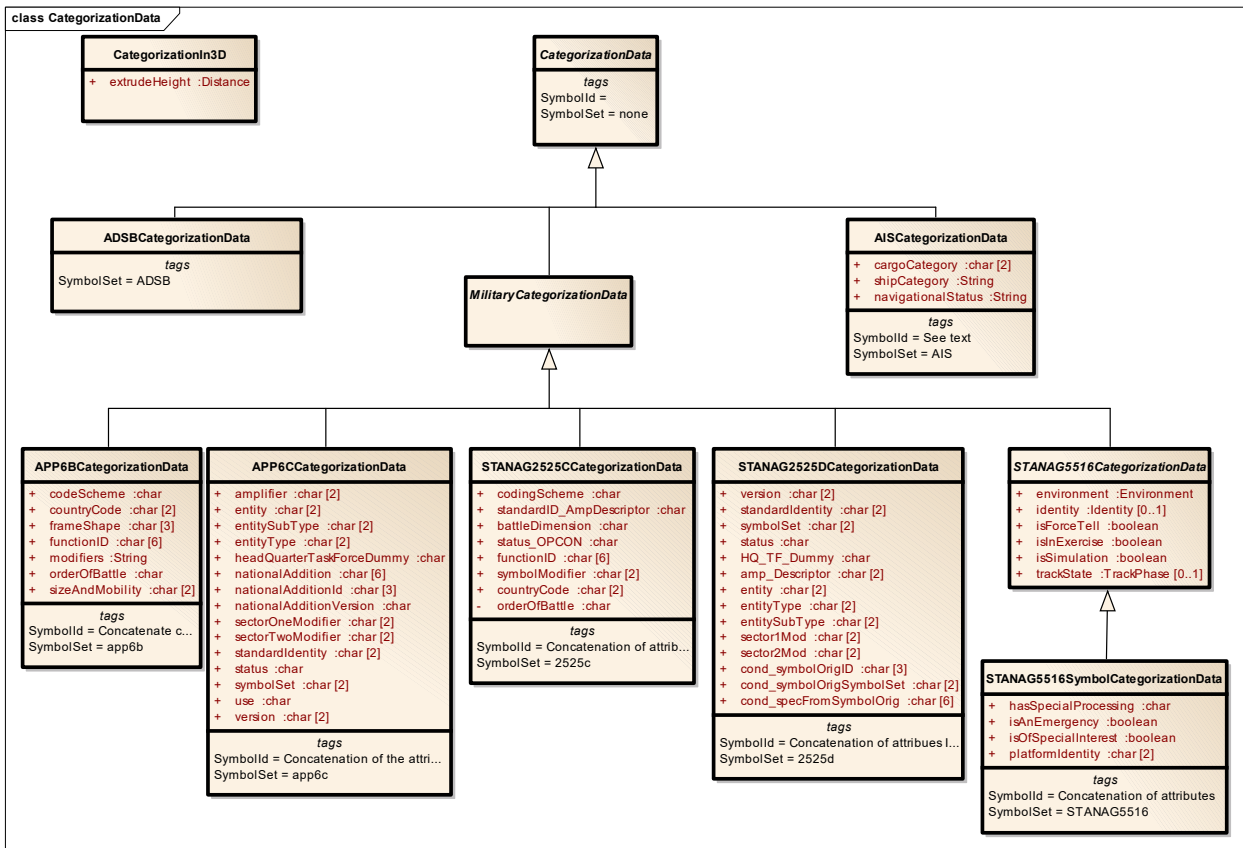 class CategorizationData
CategorizationIn3D
+ extrudeHeight :Distance
CategorizationData
tags
SymbolId =
SymbolSet = none
ADSBCategorizationData
tags
SymbolSet = ADSB
MilitaryCategorizationData
AISCategorizationData
+ cargoCategory :char [2]
+ shipCategory :String
+ navigationalStatus :String
tags
SymbolId = See text
SymbolSet = AIS
APP6BCategorizationData
+ codeScheme :char
+ countryCode :char [2]
+ frameShape :char [3]
+ functionID :char [6]
+ modifiers :String
+ orderOfBattle :char
+ sizeAndMobility :char [2]
tags
SymbolId = Concatenate c...
SymbolSet = app6b
APP6CCategorizationData
+ amplifier :char [2]
+ entity :char [2]
+ entitySubType :char [2]
+ entityType :char [2]
+ headQuarterTaskForceDummy :char
+ nationalAddition :char [6]
+ nationalAdditionId :char [3]
+ nationalAdditionVersion :char
+ sectorOneModifier :char [2]
+ sectorTwoModifier :char [2]
+ standardIdentity :char [2]
+ status :char
+ symbolSet :char [2]
+ use :char
+ version :char [2]
tags
SymbolId = Concatenation of the attri...
SymbolSet = app6c
STANAG2525CCategorizationData
+ codingScheme :char
+ standardID_AmpDescriptor :char
+ battleDimension :char
+ status_OPCON :char
+ functionID :char [6]
+ symbolModifier :char [2]
+ countryCode :char [2]
- orderOfBattle :char
tags
SymbolId = Concatenation of attrib...
SymbolSet = 2525c
STANAG2525DCategorizationData
+ version :char [2]
+ standardIdentity :char [2]
+ symbolSet :char [2]
+ status :char
+ HQ_TF_Dummy :char
+ amp_Descriptor :char [2]
+ entity :char [2]
+ entityType :char [2]
+ entitySubType :char [2]
+ sector1Mod :char [2]
+ sector2Mod :char [2]
+ cond_symbolOrigID :char [3]
+ cond_symbolOrigSymbolSet :char [2]
+ cond_specFromSymbolOrig :char [6]
tags
SymbolId = Concatenation of attribues l...
SymbolSet = 2525d
STANAG5516CategorizationData
+ environment :Environment
+ identity :Identity [0..1]
+ isForceTell :boolean
+ isInExercise :boolean
+ isSimulation :boolean
+ trackState :TrackPhase [0..1]
STANAG5516SymbolCategorizationData
+ hasSpecialProcessing :char
+ isAnEmergency :boolean
+ isOfSpecialInterest :boolean
+ platformIdentity :char [2]
tags
SymbolId = Concatenation of attributes
SymbolSet = STANAG5516